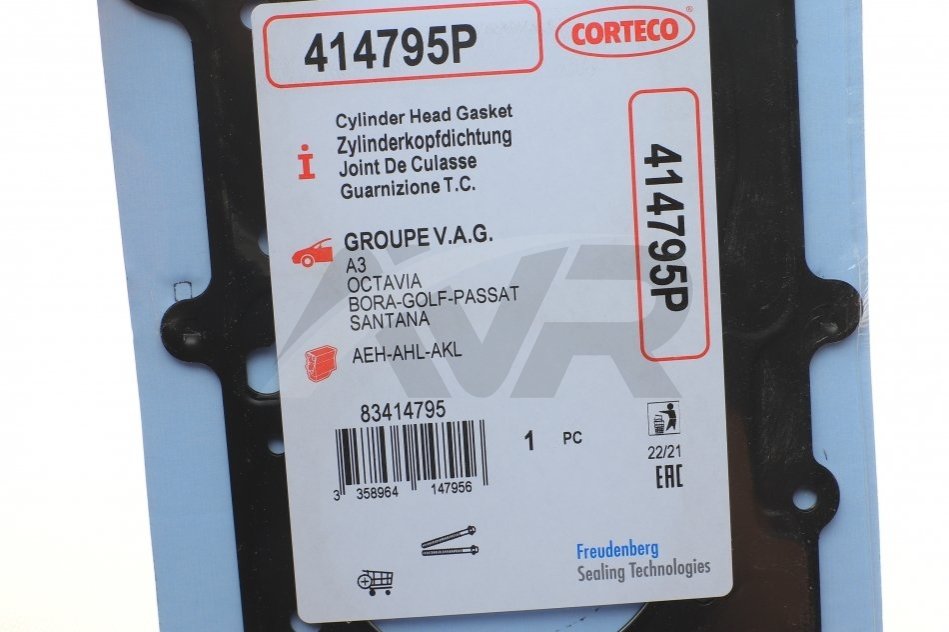 414795P
CORTECO
Cylinder Head Gasket
Zylinderkopfdichtung
Joint De Culasse
Guarnizione T.C.
414795P
GROUPE V.A.G.
A3
OCTAVIA
BORA-GOLF-PASSAT
SANTANA
AEH-AHL-AKL
AVR
83414795
1 PC
3 358964 147956
22/21
EAC
Freudenberg
Sealing Technologies